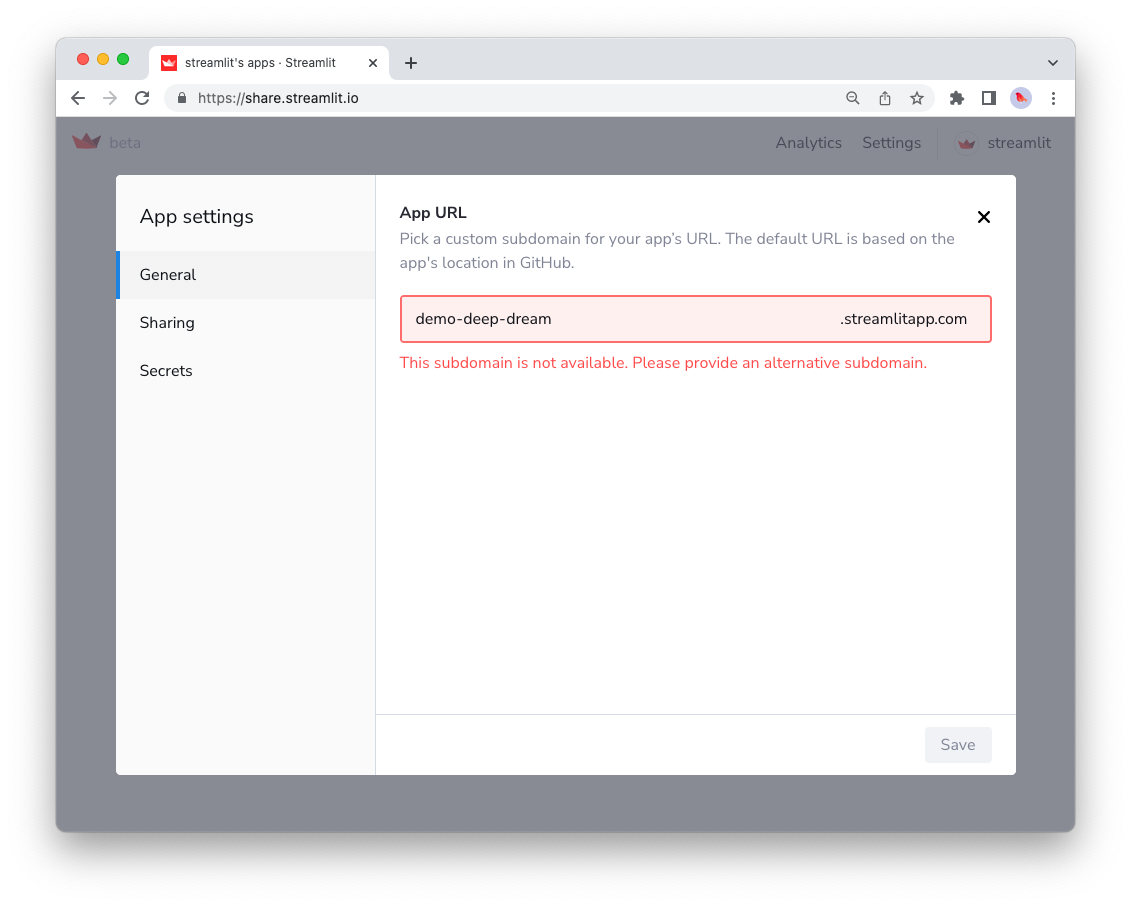 streamlit's apps · Streamlit
https://share.streamlit.io
beta
Analytics Settings streamlit
App settings
General
Sharing
Secrets
App URL
Pick a custom subdomain for your app’s URL. The default URL is based on the
app's location in GitHub.
demo-deep-dream .streamlitapp.com
This subdomain is not available. Please provide an alternative subdomain.
Save